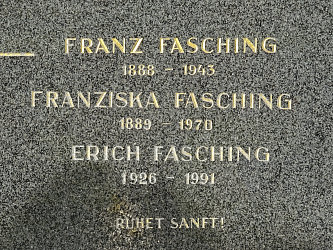 FRANZ FASCHING
1888 - 1943
FRANZISKA FASCHING
1889 - 1970
ERICH FASCHING
1926 - 1991
RUHET SANFT!